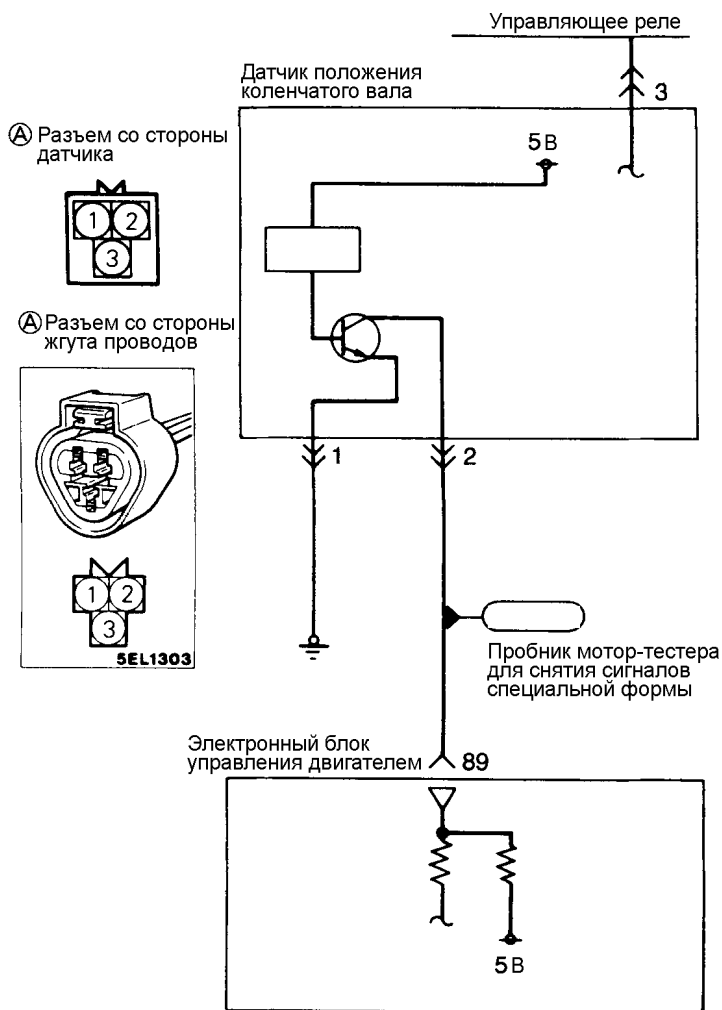 Управляющее реле
3
Датчик положения
коленчатого вала
5 В
Ⓐ Разъем со стороны
датчика
1 2
3
Ⓐ Разъем со стороны
жгута проводов
1 2
3
5EL1303
1
2
Пробник мотор-тестера
для снятия сигналов
специальной формы
Электронный блок
управления двигателем
89
5 В